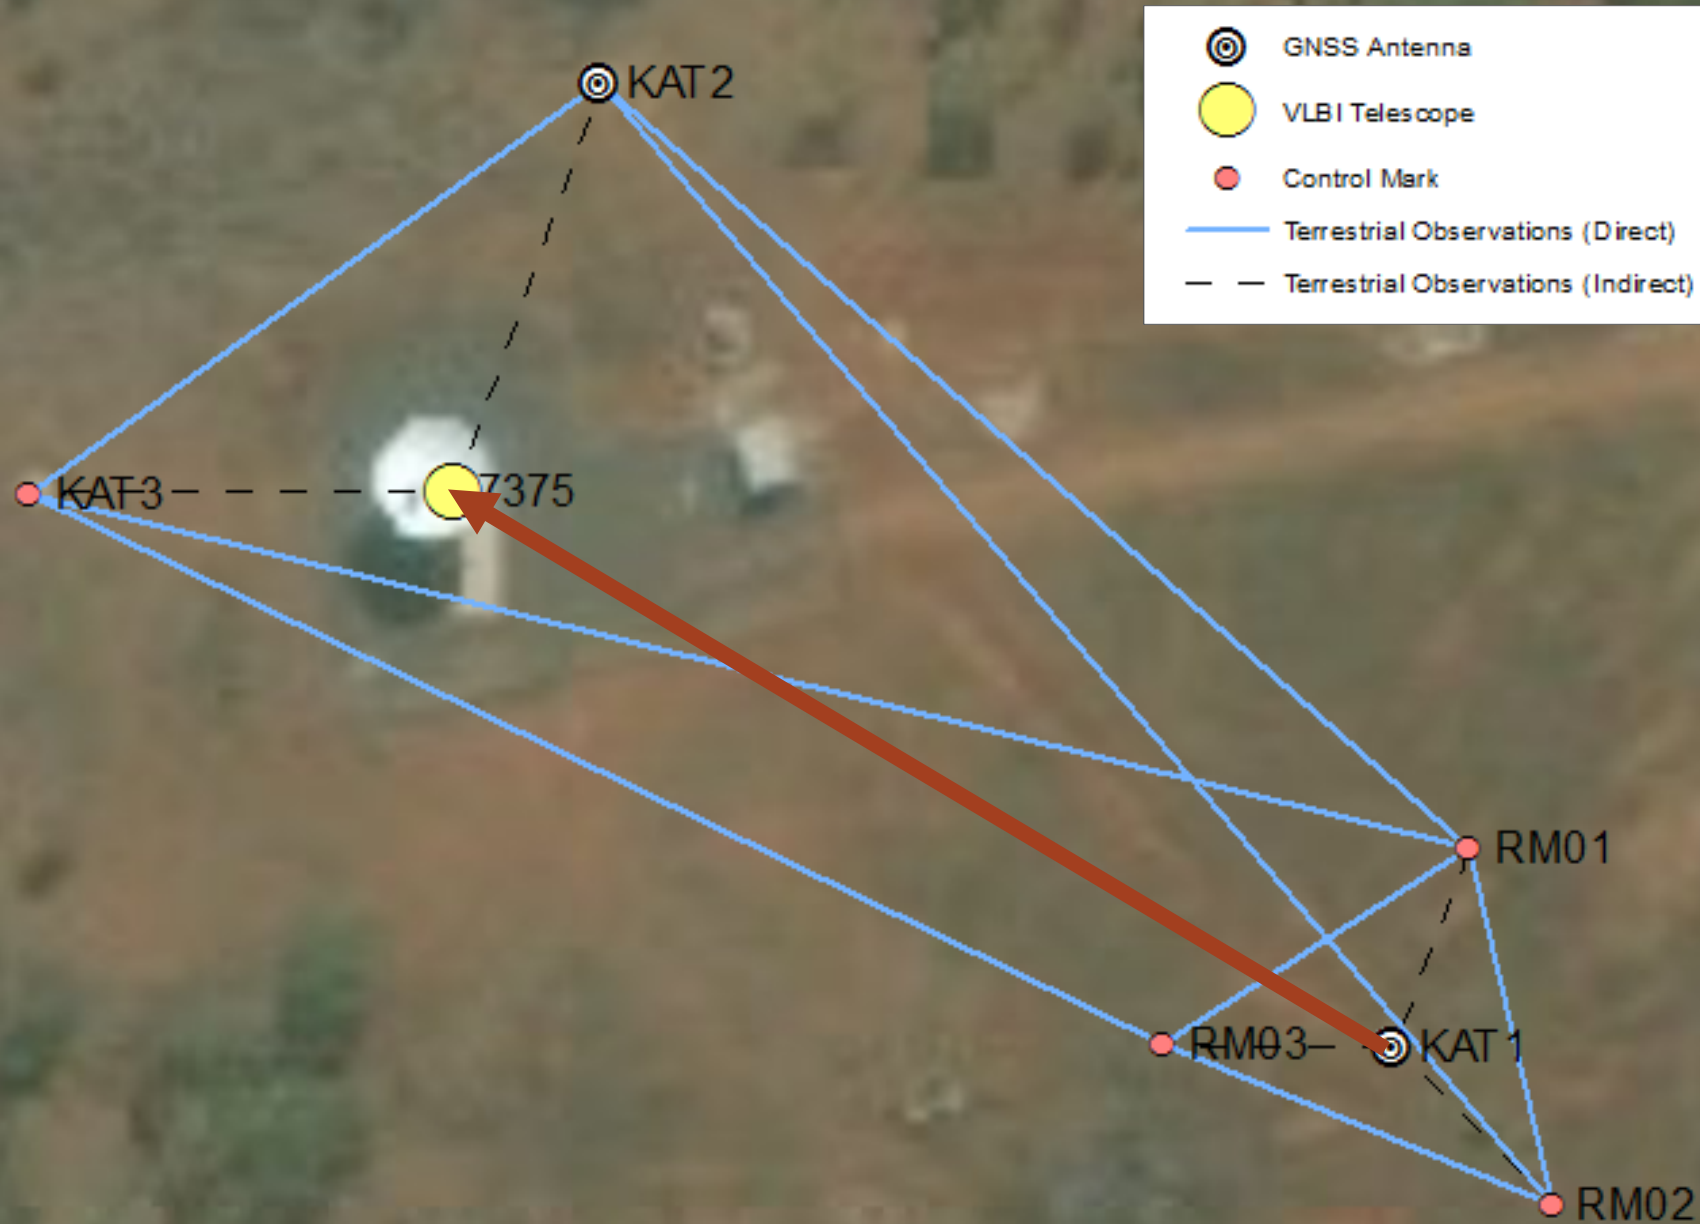 GNSS Antenna
VLBI Telescope
Control Mark
Terrestrial Observations (Direct)
Terrestrial Observations (Indirect)
KAT2
KAT3
7375
RM01
RM03
KAT1
RM02